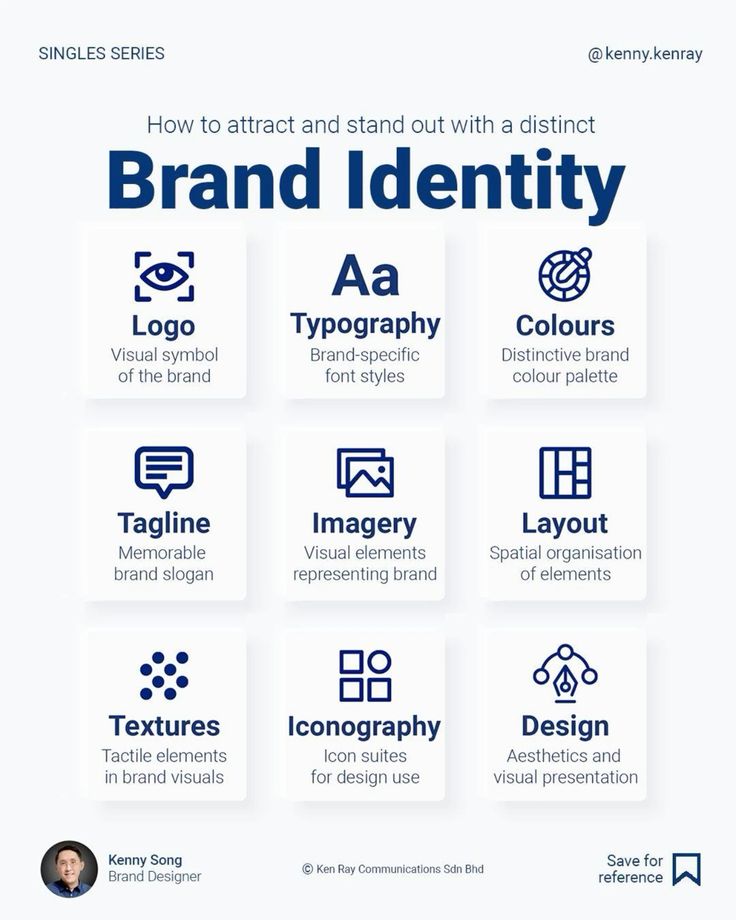 SINGLES SERIES
@kenny.kenray
How to attract and stand out with a distinct
Brand Identity
Logo
Visual symbol
of the brand
Aa
Typography
Brand-specific
font styles
Colours
Distinctive brand
colour palette
Tagline
Memorable
brand slogan
Imagery
Visual elements
representing brand
Layout
Spatial organisation
of elements
Textures
Tactile elements
in brand visuals
Iconography
Icon suites
for design use
Design
Aesthetics and
visual presentation
Kenny Song
Brand Designer
© Ken Ray Communications Sdn Bhd
Save for
reference